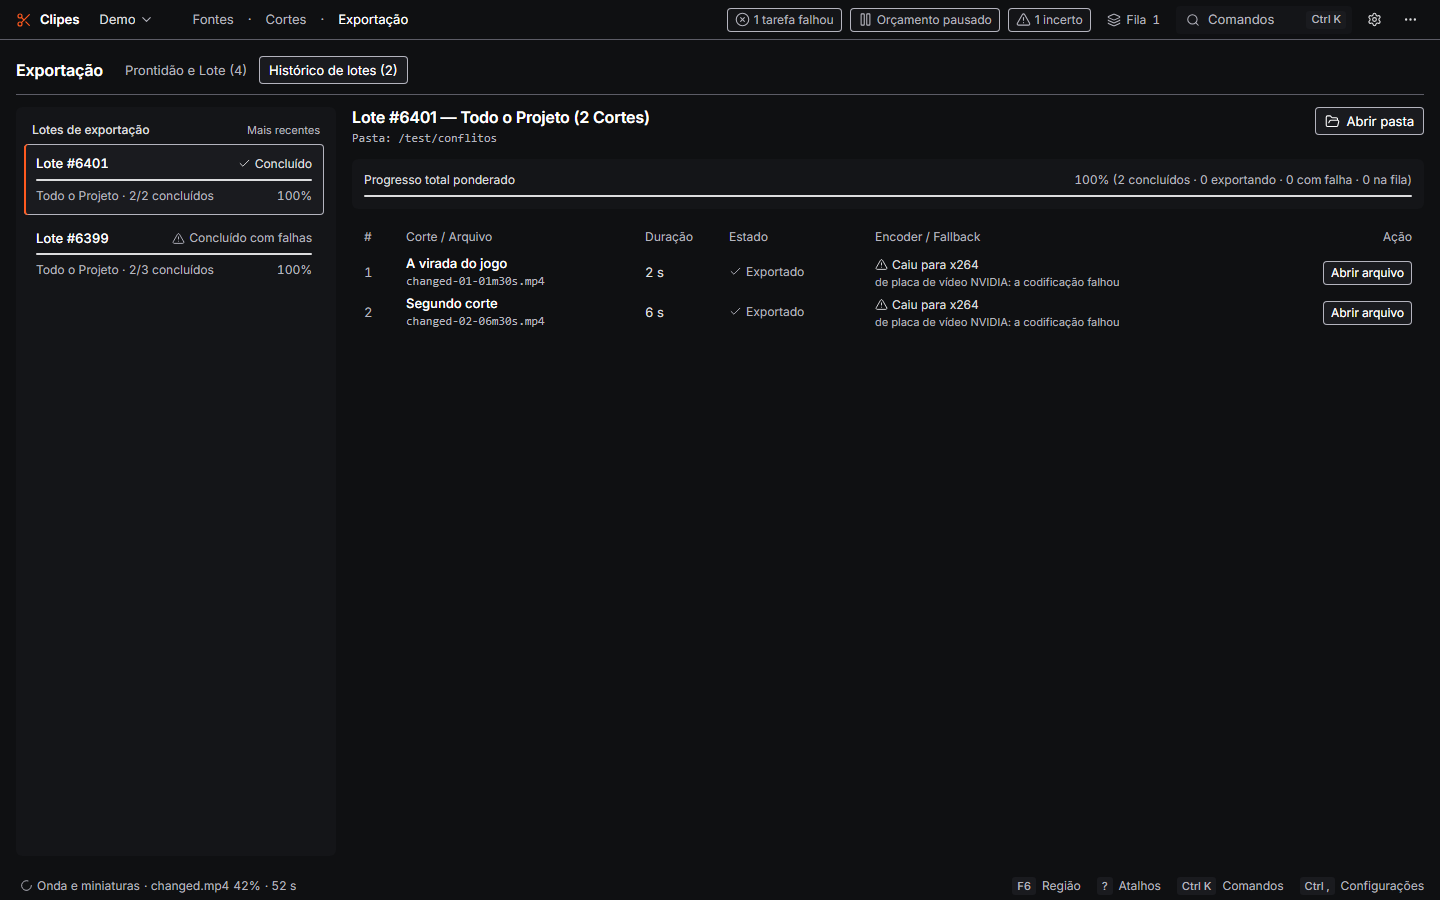 Clipes Demo Fontes · Cortes · Exportação 1 tarefa falhou Orçamento pausado 1 incerto Fila 1 Comandos Ctrl K
Exportação Prontidão e Lote (4) Histórico de lotes (2)
Lotes de exportação Mais recentes
Lote #6401 Concluído
Todo o Projeto · 2/2 concluídos 100%
Lote #6399 Concluído com falhas
Todo o Projeto · 2/3 concluídos 100%
Lote #6401 — Todo o Projeto (2 Cortes) Abrir pasta
Pasta: /test/conflitos
Progresso total ponderado 100% (2 concluídos · 0 exportando · 0 com falha · 0 na fila)
# Corte / Arquivo Duração Estado Encoder / Fallback Ação
1 A virada do jogo 2 s Exportado Caiu para x264 Abrir arquivo
changed-01-01m30s.mp4 de placa de vídeo NVIDIA: a codificação falhou
2 Segundo corte 6 s Exportado Caiu para x264 Abrir arquivo
changed-02-06m30s.mp4 de placa de vídeo NVIDIA: a codificação falhou
Onda e miniaturas · changed.mp4 42% · 52 s F6 Região ? Atalhos Ctrl K Comandos Ctrl , Configurações